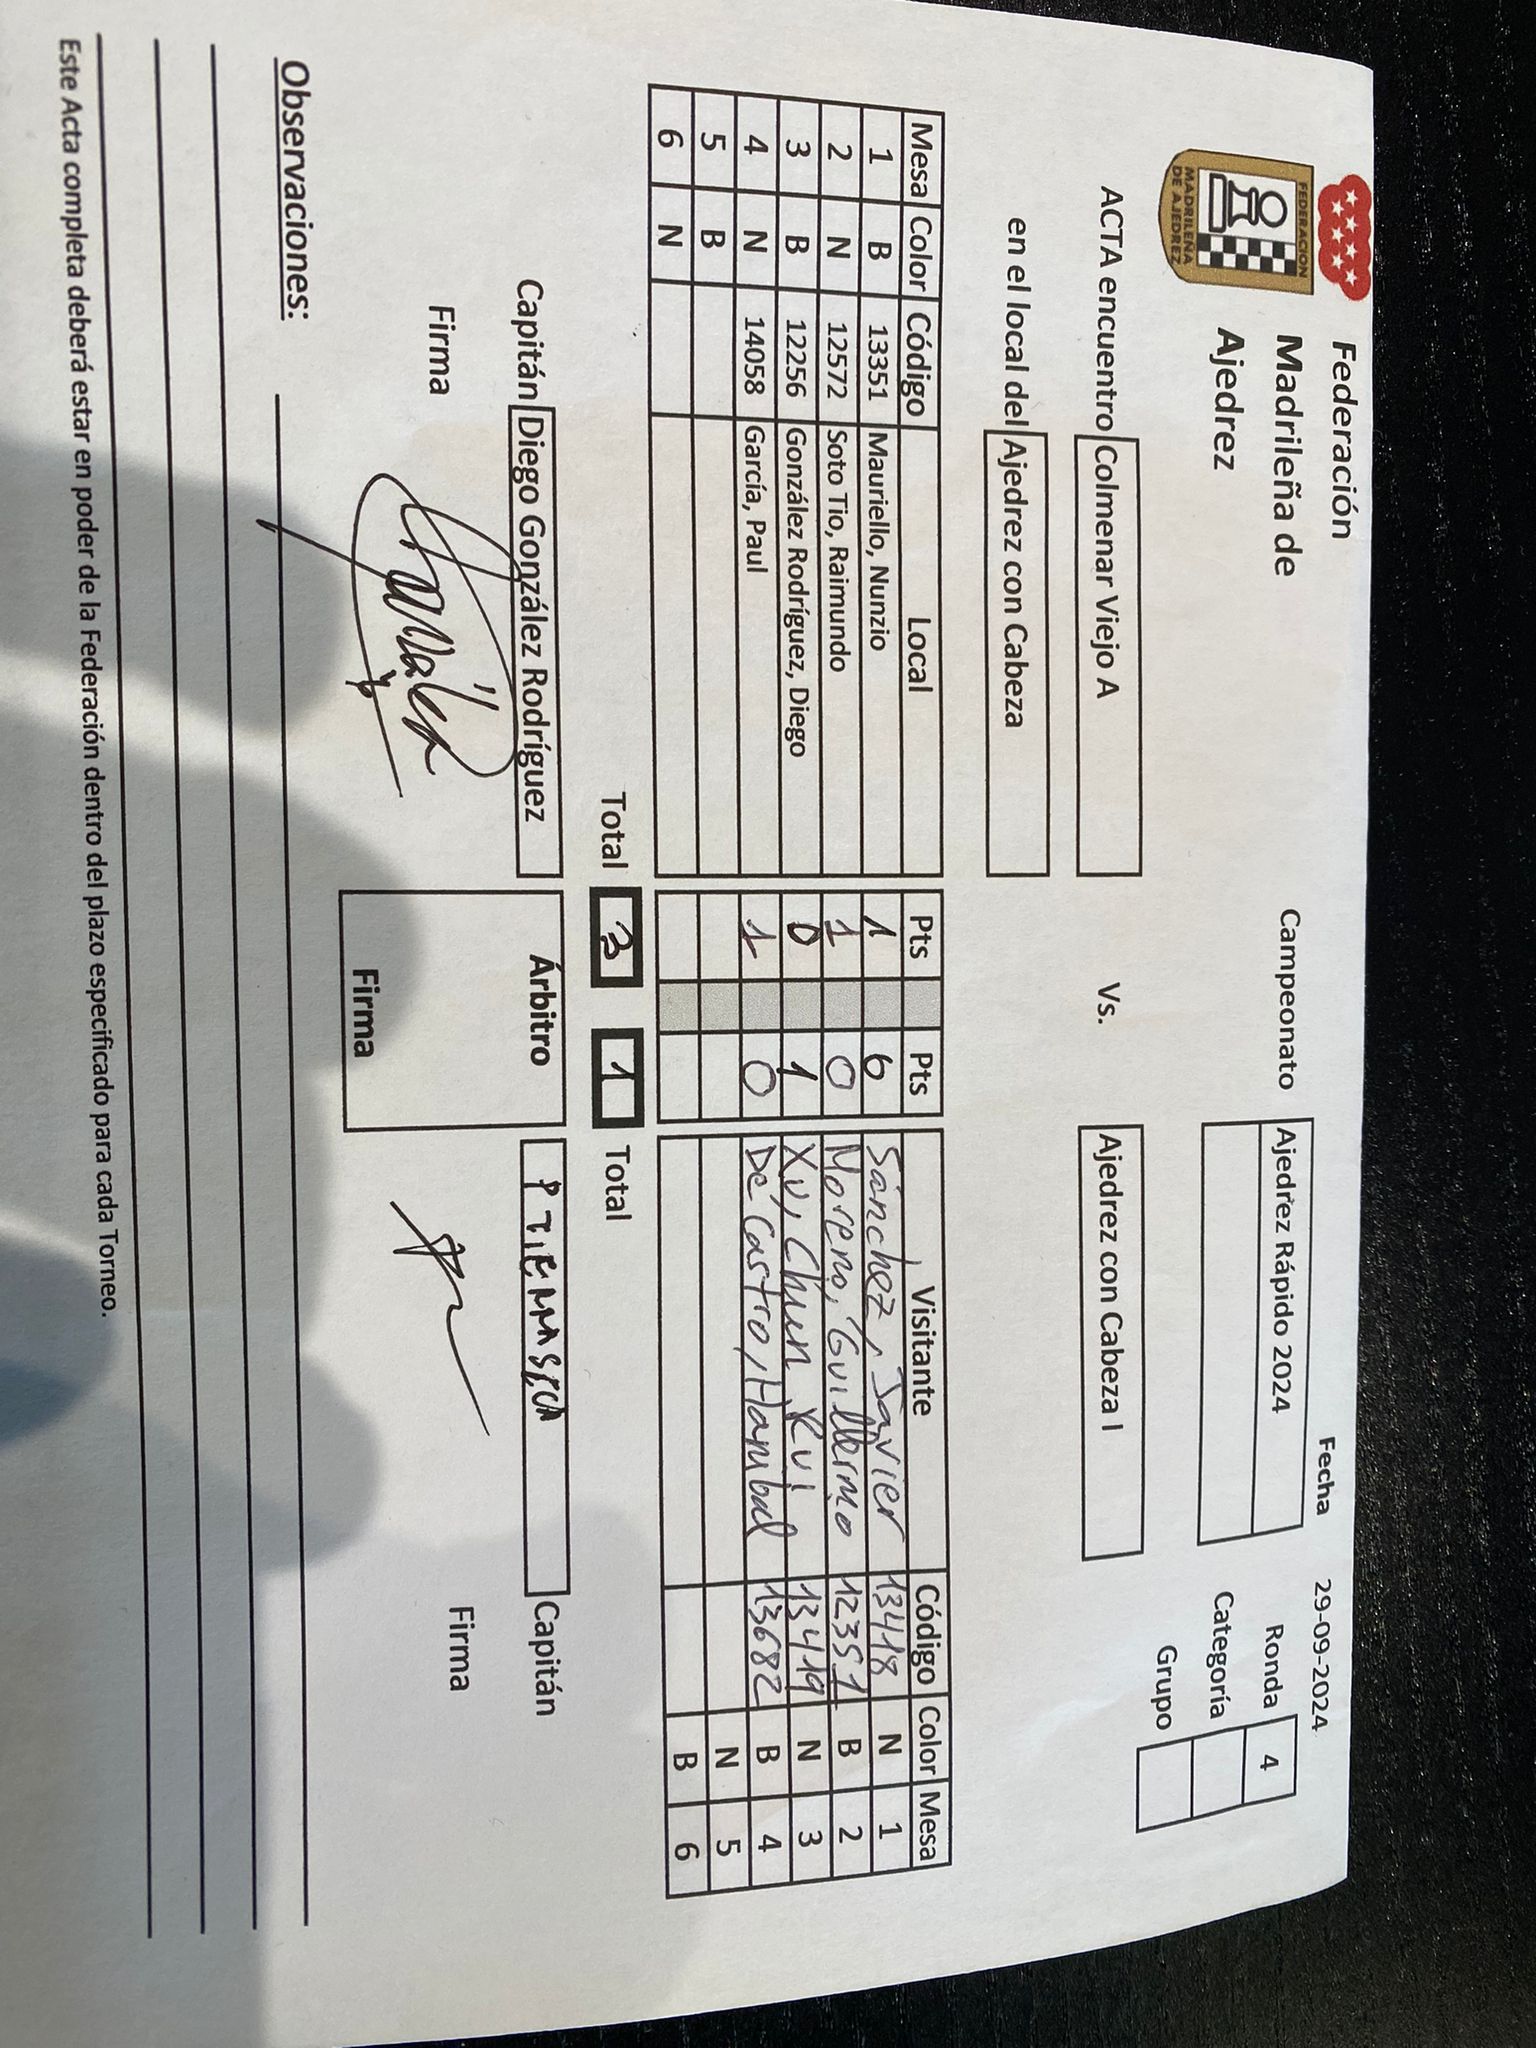 Federación
Madrileña de
Ajedrez
FEDERACION
MADRILEÑA
DE AJEDREZ
Fecha 29-09-2024
Campeonato Ajedrez Rápido 2024
Ronda 4
Categoría
Grupo
ACTA encuentro Colmenar Viejo A Vs. Ajedrez con Cabeza I
en el local del Ajedrez con Cabeza
Mesa Color Código Local Pts Pts Visitante Código Color Mesa
1 B 13351 Mauriello, Nunzio 1 0 Sánchez, Javier 13418 N 1
2 N 12572 Soto Tio, Raimundo 1 0 Moreno, Guillermo 12351 B 2
3 B 12256 González Rodríguez, Diego 0 1 Xu, Chun Rui 13419 N 3
4 N 14058 García, Paul 1 0 De Castro, Hanibal 13682 B 4
5 B N 5
6 N B 6
Total 3 1 Total
Capitán Diego González Rodríguez Árbitro P TIERRASECA Capitán
Firma González Firma
Firma
Observaciones:
Este Acta completa deberá estar en poder de la Federación dentro del plazo especificado para cada Torneo.